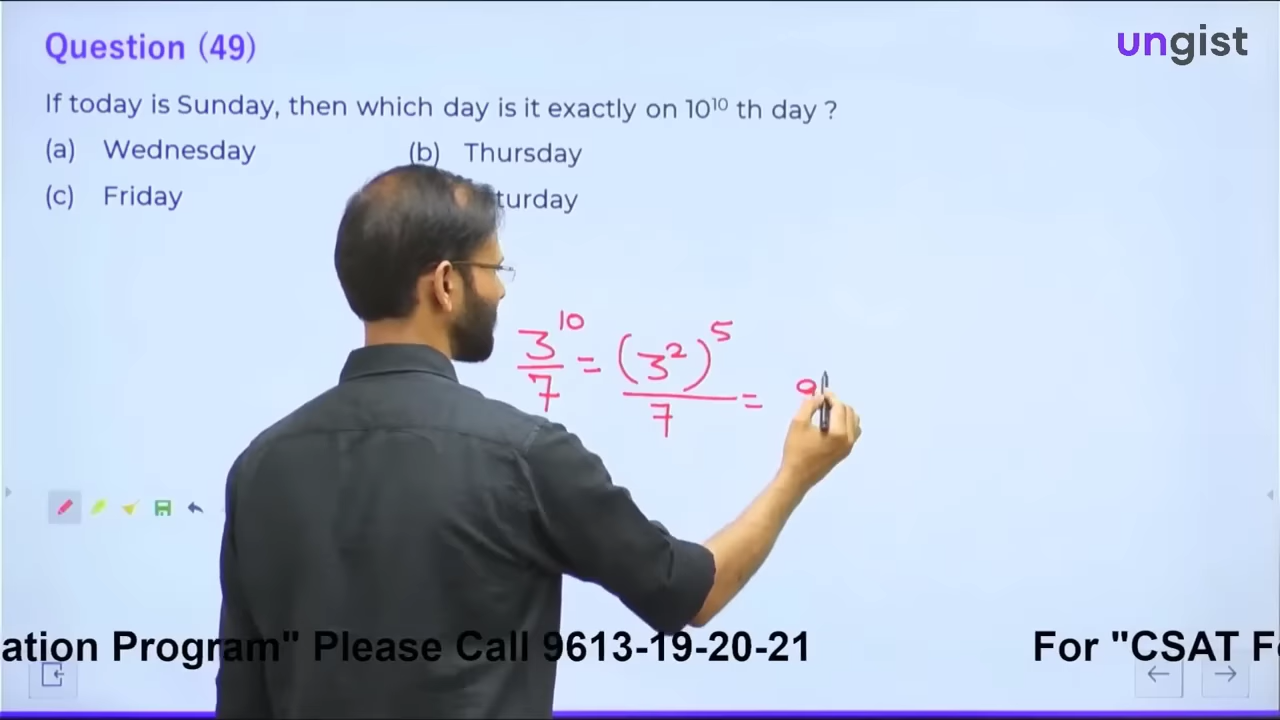 Question (49)
ungist
If today is Sunday, then which day is it exactly on 10¹⁰ th day ?
(a) Wednesday (b) Thursday
(c) Friday turday
3¹⁰/7 = (3²)⁵/7 =
ation Program" Please Call 9613-19-20-21 For "CSAT F